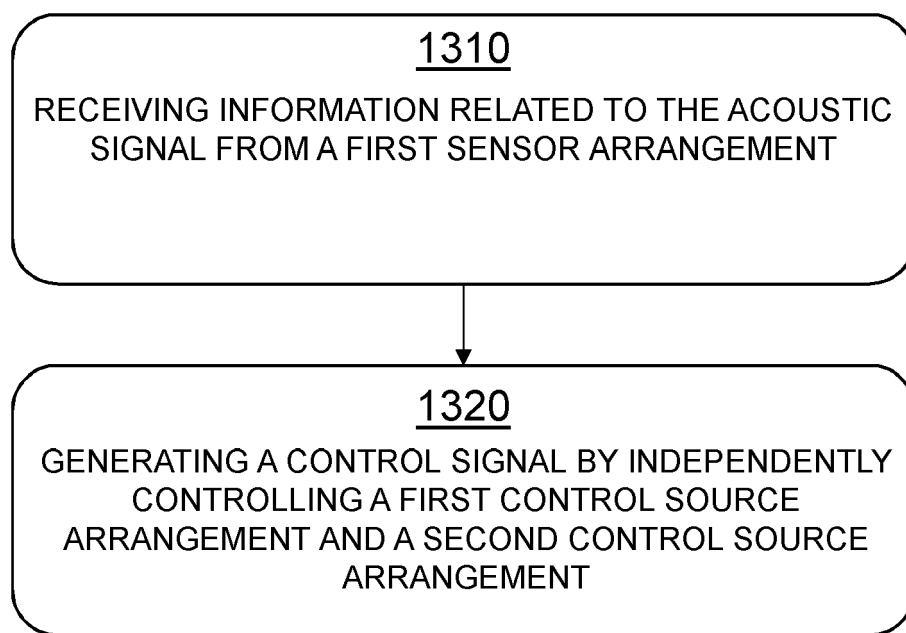 1310
RECEIVING INFORMATION RELATED TO THE ACOUSTIC
SIGNAL FROM A FIRST SENSOR ARRANGEMENT
1320
GENERATING A CONTROL SIGNAL BY INDEPENDENTLY
CONTROLLING A FIRST CONTROL SOURCE
ARRANGEMENT AND A SECOND CONTROL SOURCE
ARRANGEMENT